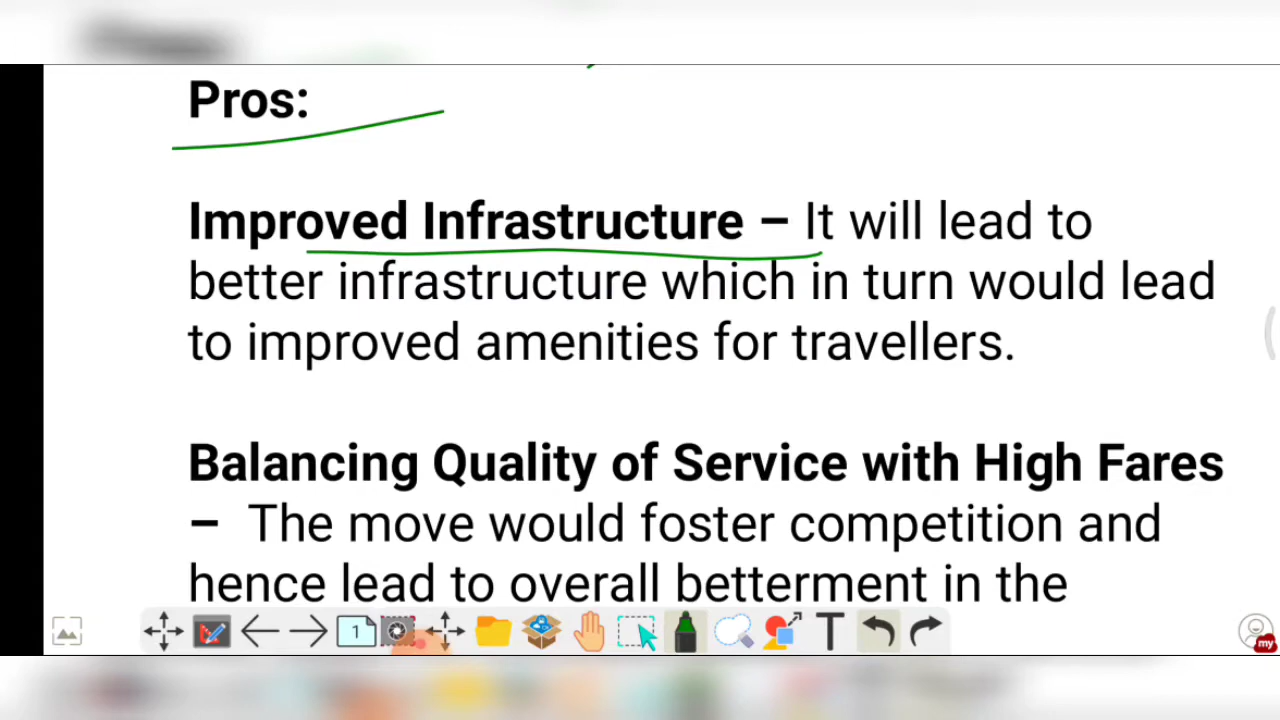 Pros:
Improved Infrastructure – It will lead to
better infrastructure which in turn would lead
to improved amenities for travellers.
Balancing Quality of Service with High Fares
– The move would foster competition and
hence lead to overall betterment in the
1
T
my